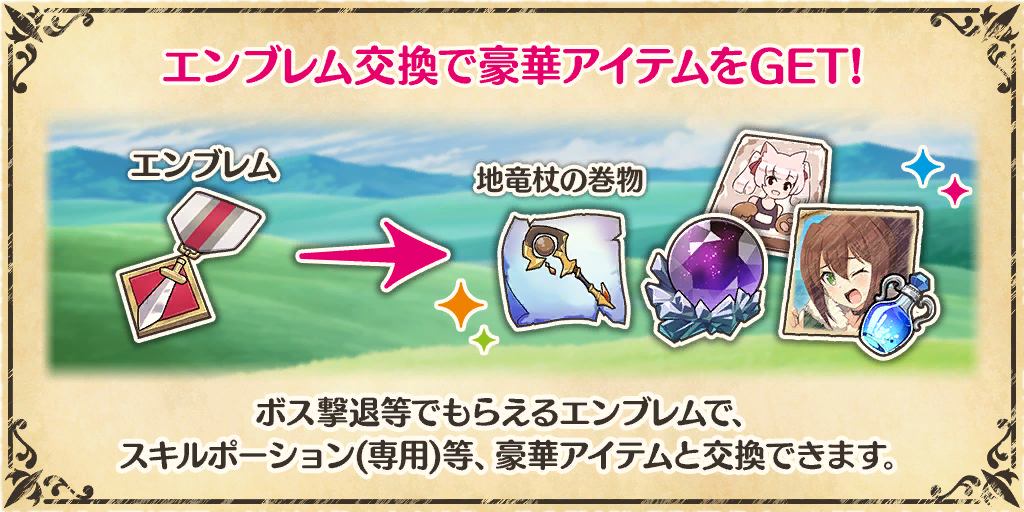 エンブレム交換で豪華アイテムをGET!
エンブレム
地竜杖の巻物
ボス撃退等でもらえるエンブレムで、
スキルポーション(専用)等、豪華アイテムと交換できます。